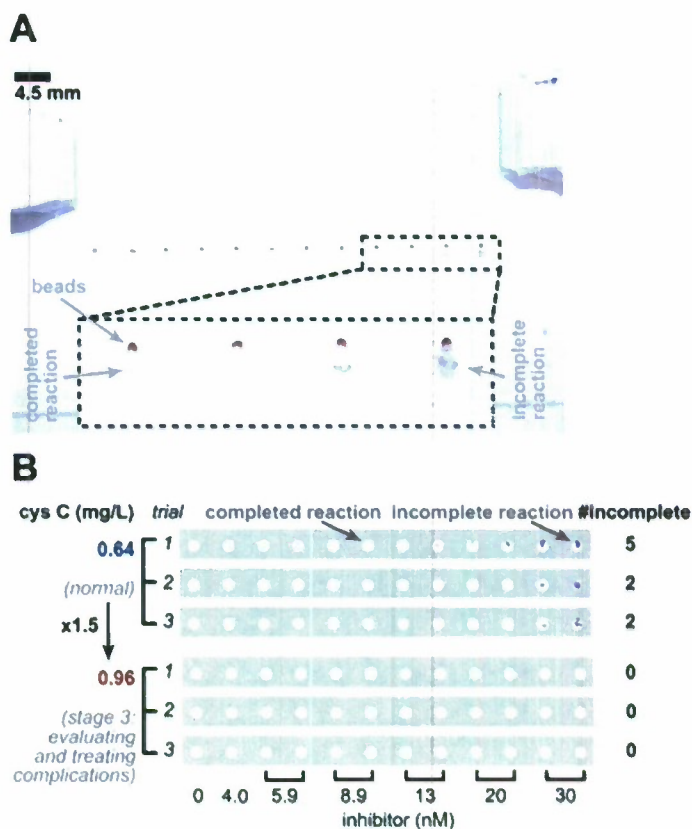 A
4.5 mm
beads
completed
reaction
incomplete
reaction
B
cys C (mg/L) trial completed reaction incomplete reaction #incomplete
0.64 1 5
(normal) 2 2
x1.5 3 2
0.96 1 0
(stage 3: 2 0
evaluating
and treating 3 0
complications)
0 4.0 5.9 8.9 13 20 30
inhibitor (nM)